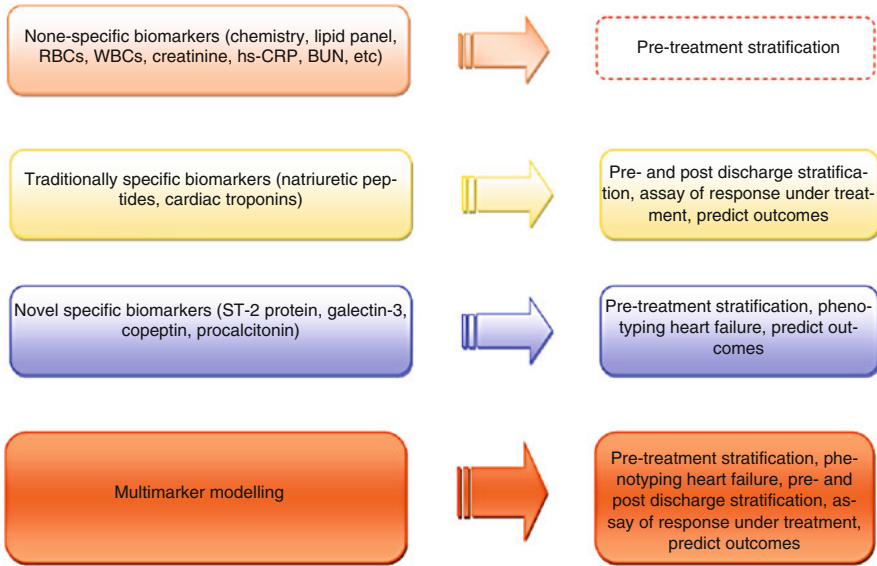 None-specific biomarkers (chemistry, lipid panel,
RBCs, WBCs, creatinine, hs-CRP, BUN, etc)
Pre-treatment stratification
Traditionally specific biomarkers (natriuretic pep-
tides, cardiac troponins)
Pre- and post discharge stratifica-
tion, assay of response under treat-
ment, predict outcomes
Novel specific biomarkers (ST-2 protein, galectin-3,
copeptin, procalcitonin)
Pre-treatment stratification, pheno-
typing heart failure, predict out-
comes
Multimarker modelling
Pre-treatment stratification, phe-
notyping heart failure, pre- and
post discharge stratification, as-
say of response under treatment,
predict outcomes